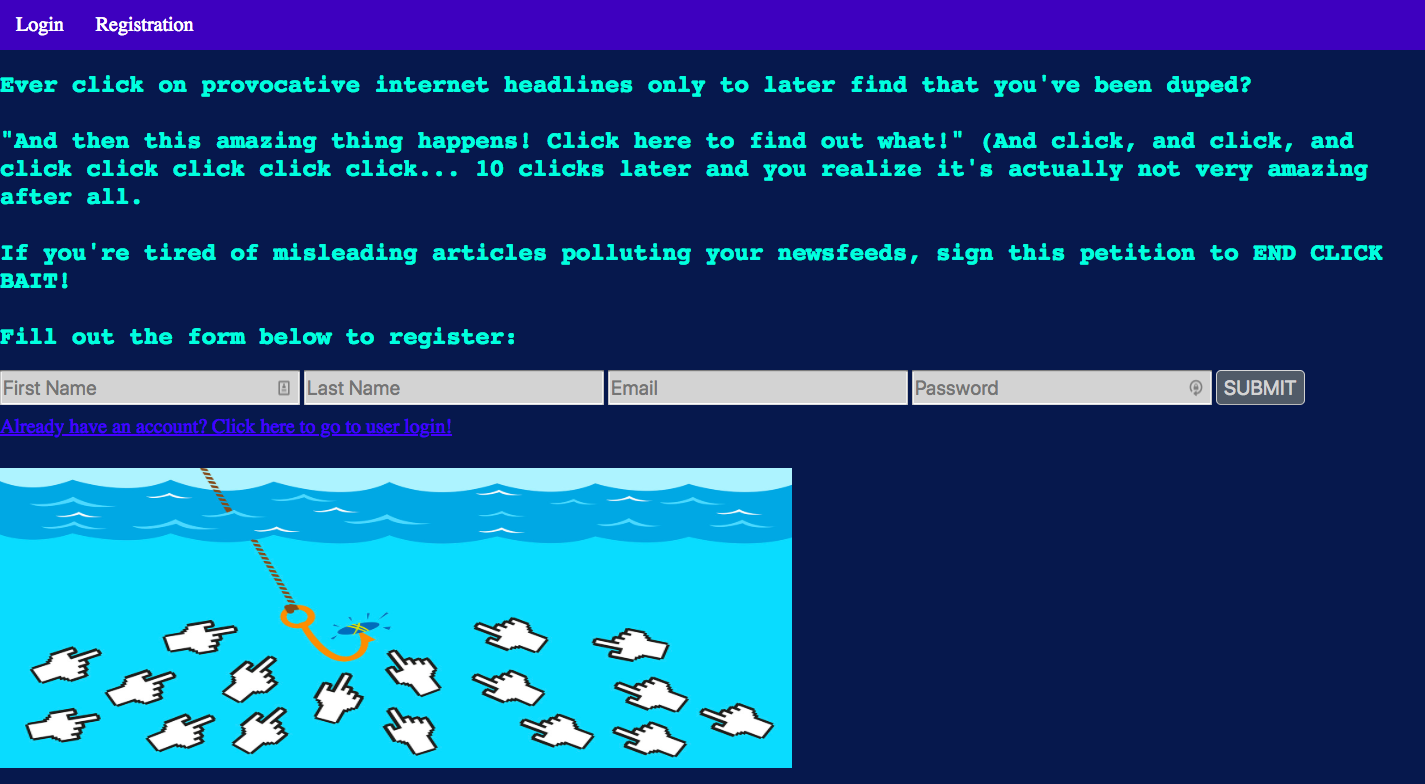 Login Registration
Ever click on provocative internet headlines only to later find that you've been duped?
"And then this amazing thing happens! Click here to find out what!" (And click, and click, and
click click click click click... 10 clicks later and you realize it's actually not very amazing
after all.
If you're tired of misleading articles polluting your newsfeeds, sign this petition to END CLICK
BAIT!
Fill out the form below to register:
First Name Last Name Email Password SUBMIT
Already have an account? Click here to go to user login!